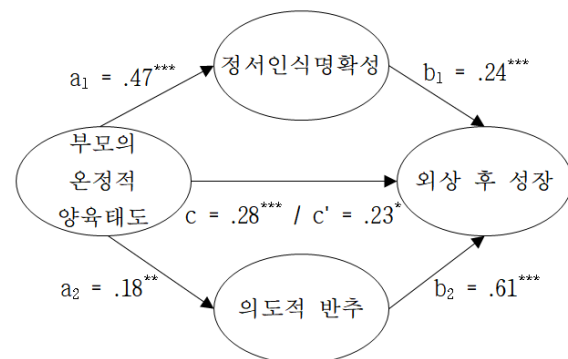 정서인식명확성
a₁ = .47***
b₁ = .24***
부모의
온정적
양육태도
외상 후 성장
c = .28*** / c' = .23*
a₂ = .18**
의도적 반추
b₂ = .61***